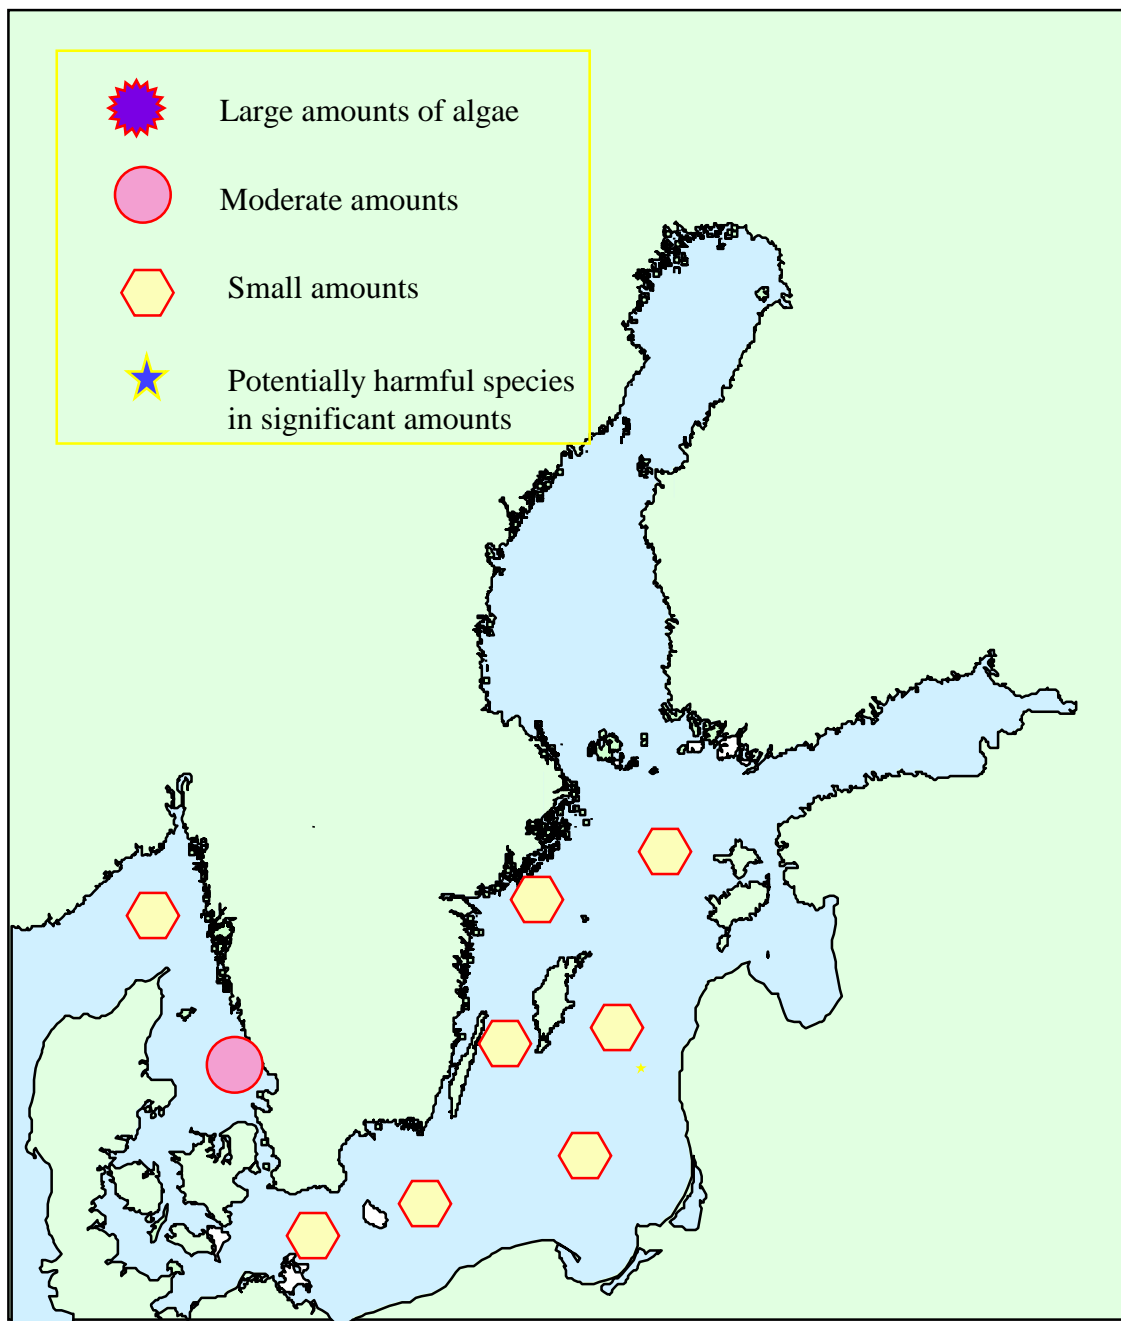 Large amounts of algae
Moderate amounts
Small amounts
Potentially harmful species
in significant amounts